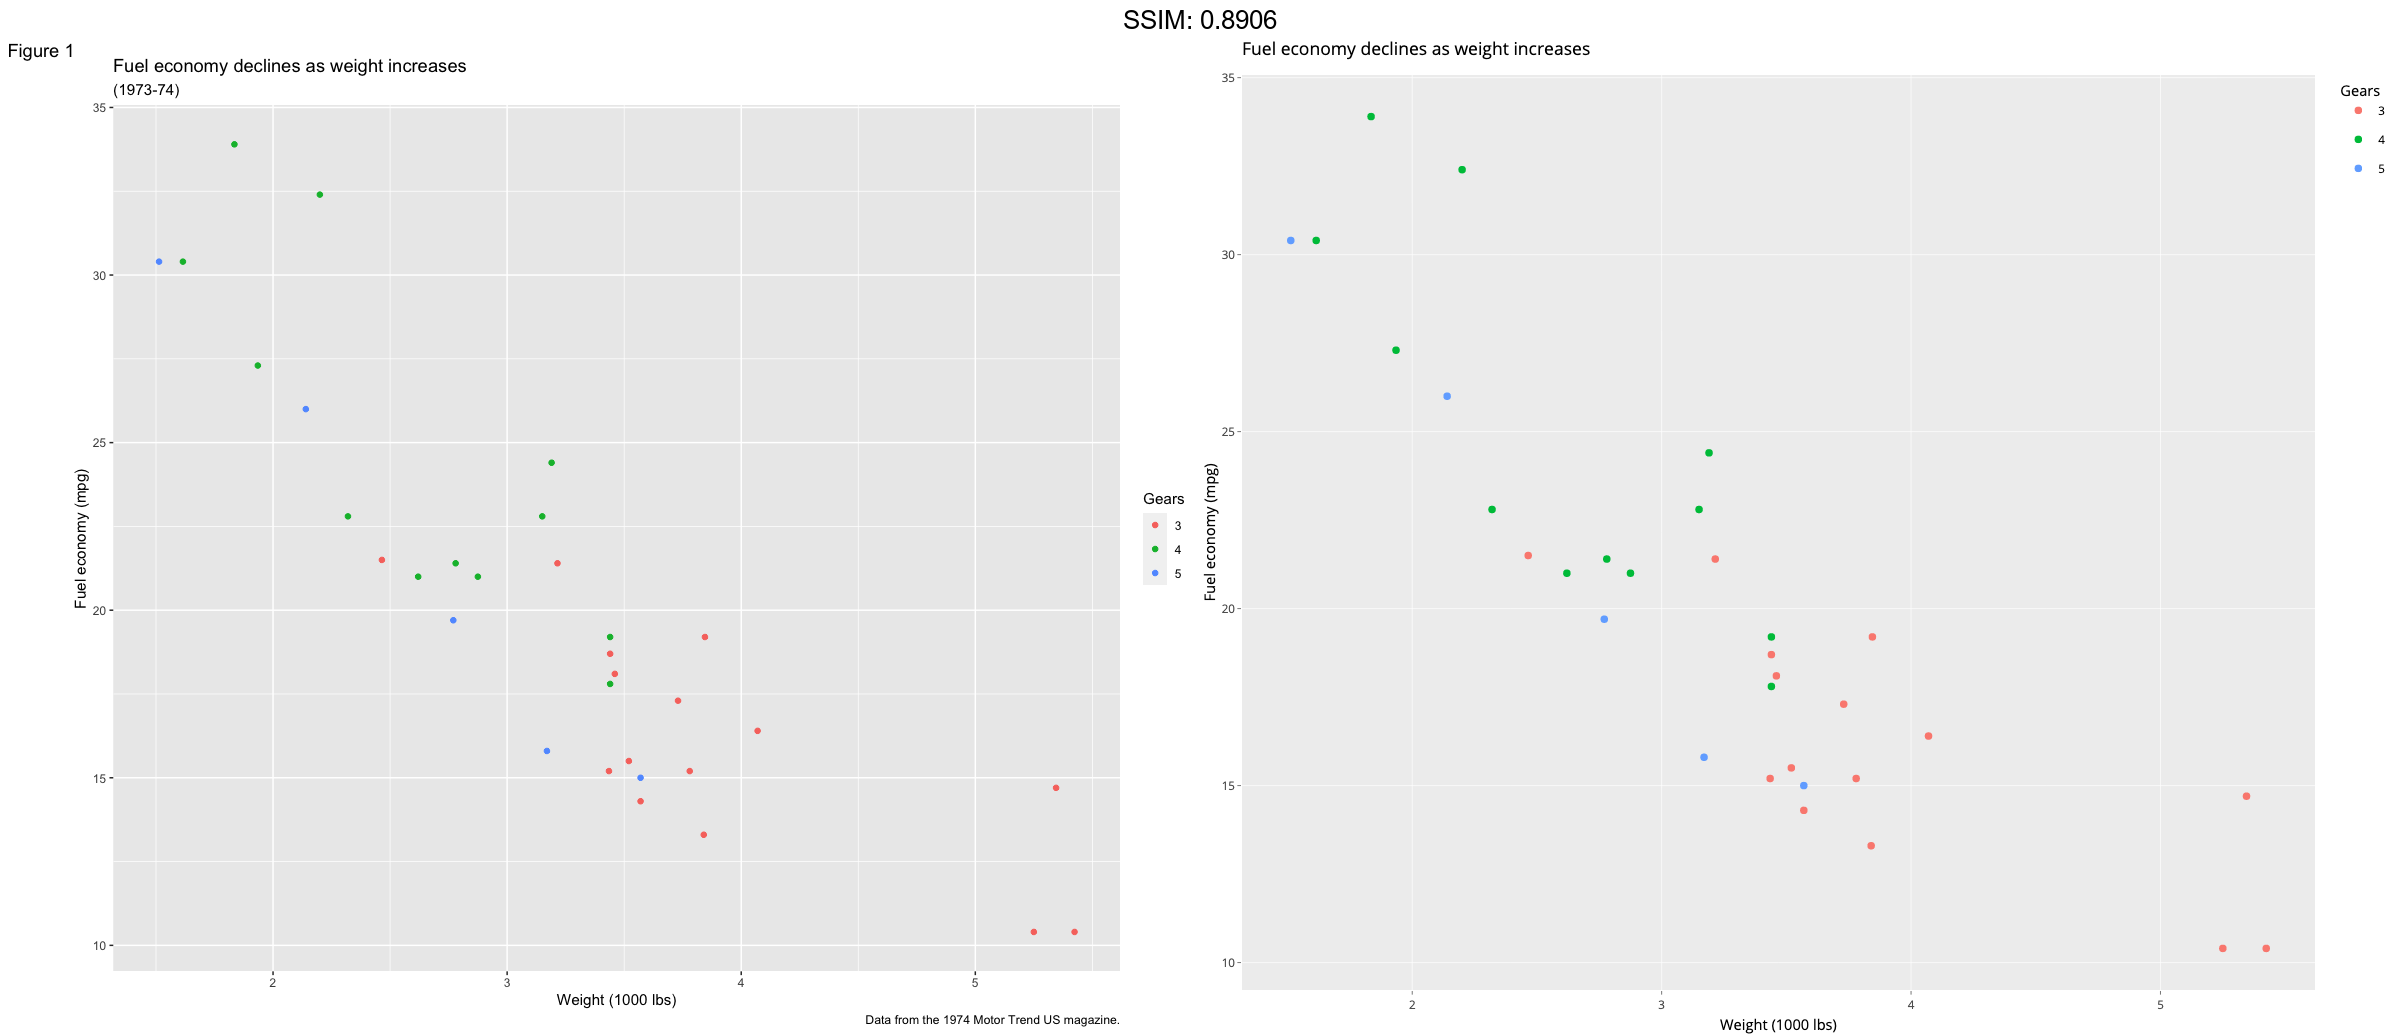 SSIM: 0.8906
Figure 1
Fuel economy declines as weight increases
(1973-74)
35
30
25
20
15
10
Fuel economy (mpg)
2 3 4 5
Weight (1000 lbs)
Data from the 1974 Motor Trend US magazine.
Gears
3
4
5
Fuel economy declines as weight increases
35
30
25
20
15
10
Fuel economy (mpg)
2 3 4 5
Weight (1000 lbs)
Gears
3
4
5